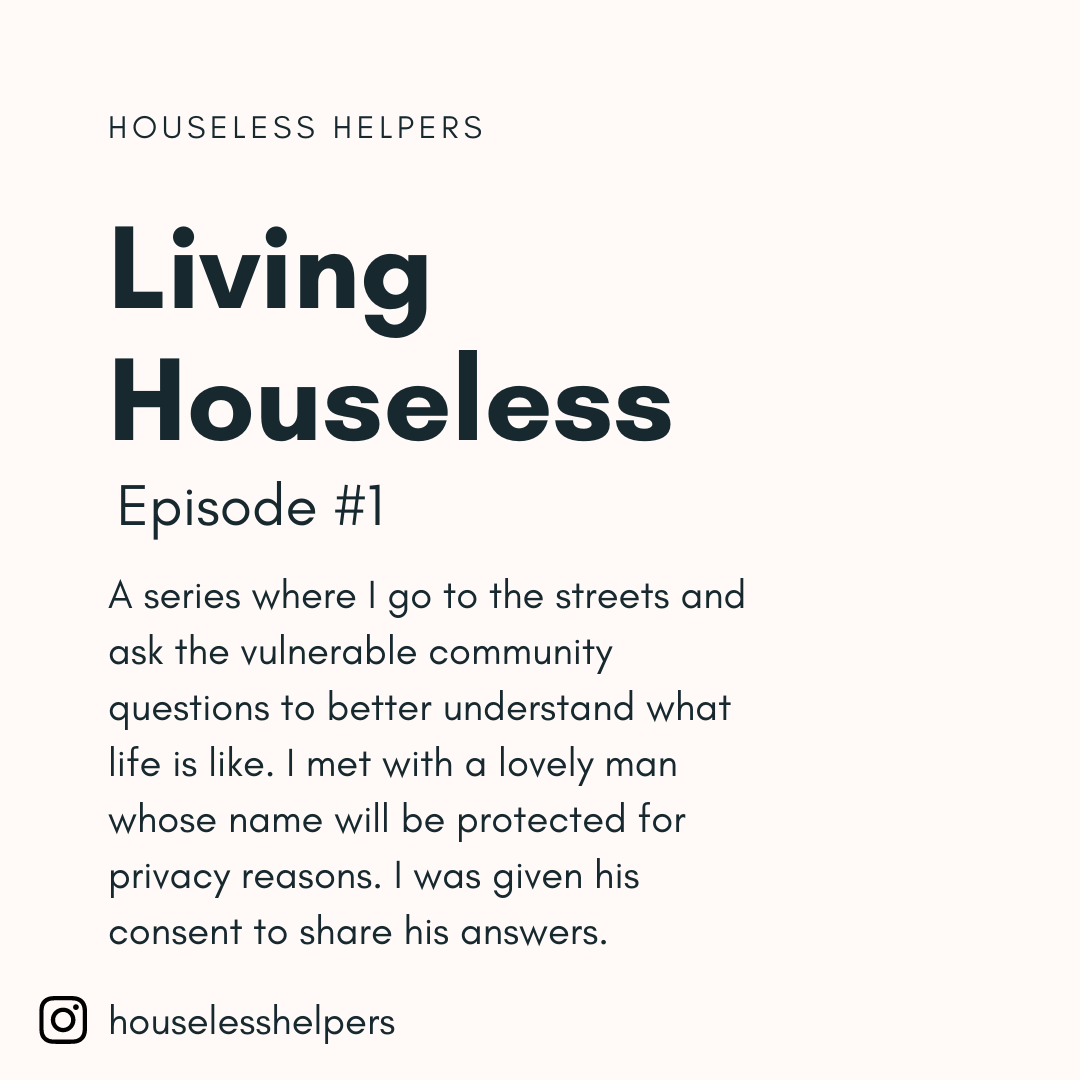 HOUSELESS HELPERS
Living
Houseless
Episode #1
A series where I go to the streets and
ask the vulnerable community
questions to better understand what
life is like. I met with a lovely man
whose name will be protected for
privacy reasons. I was given his
consent to share his answers.
houselesshelpers